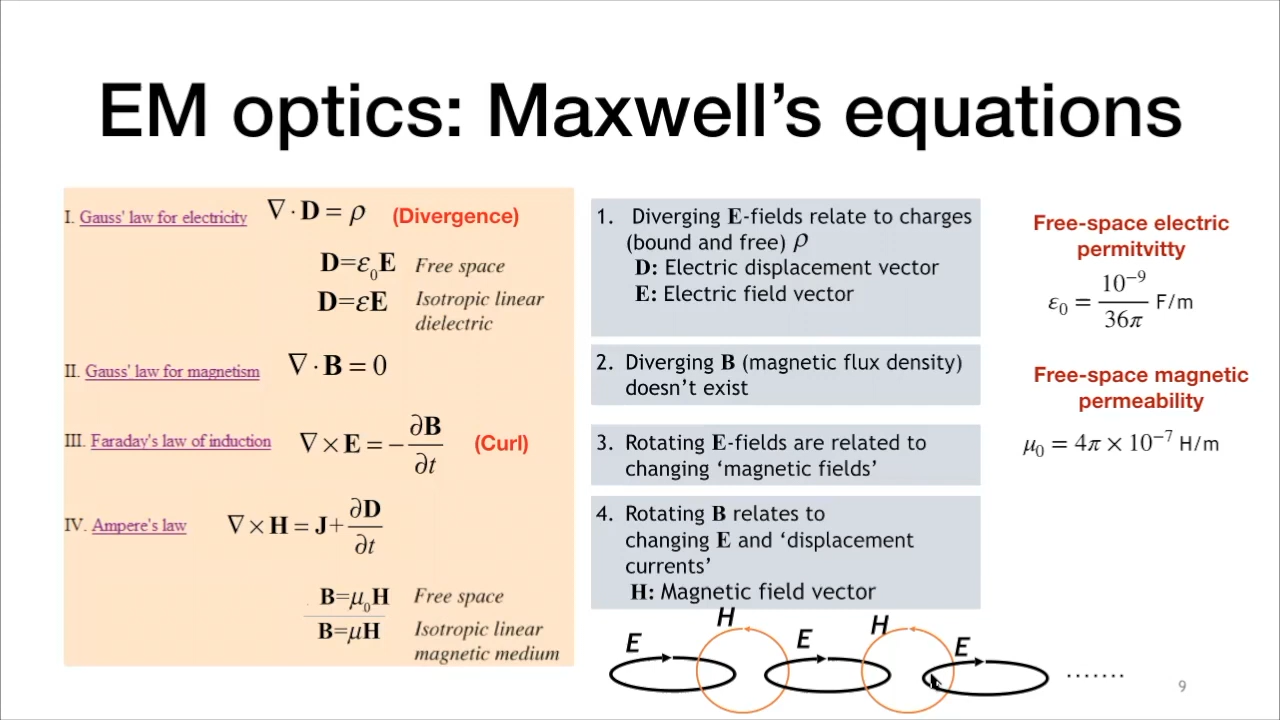 EM optics: Maxwell's equations
I. Gauss' law for electricity ∇ · D = ρ (Divergence)
D=ε₀E Free space
D=εE Isotropic linear
dielectric
II. Gauss' law for magnetism ∇ · B = 0
III. Faraday's law of induction ∇ × E = − ∂B/∂t (Curl)
IV. Ampere's law ∇ × H = J+ ∂D/∂t
B=μ₀H Free space
B=μH Isotropic linear
magnetic medium
1. Diverging E-fields relate to charges
(bound and free) ρ
D: Electric displacement vector
E: Electric field vector
2. Diverging B (magnetic flux density)
doesn't exist
3. Rotating E-fields are related to
changing 'magnetic fields'
4. Rotating B relates to
changing E and 'displacement
currents'
H: Magnetic field vector
Free-space electric
permitvitty
ε₀ = 10⁻⁹/36π F/m
Free-space magnetic
permeability
μ₀ = 4π × 10⁻⁷ H/m
E H E H E .......
9